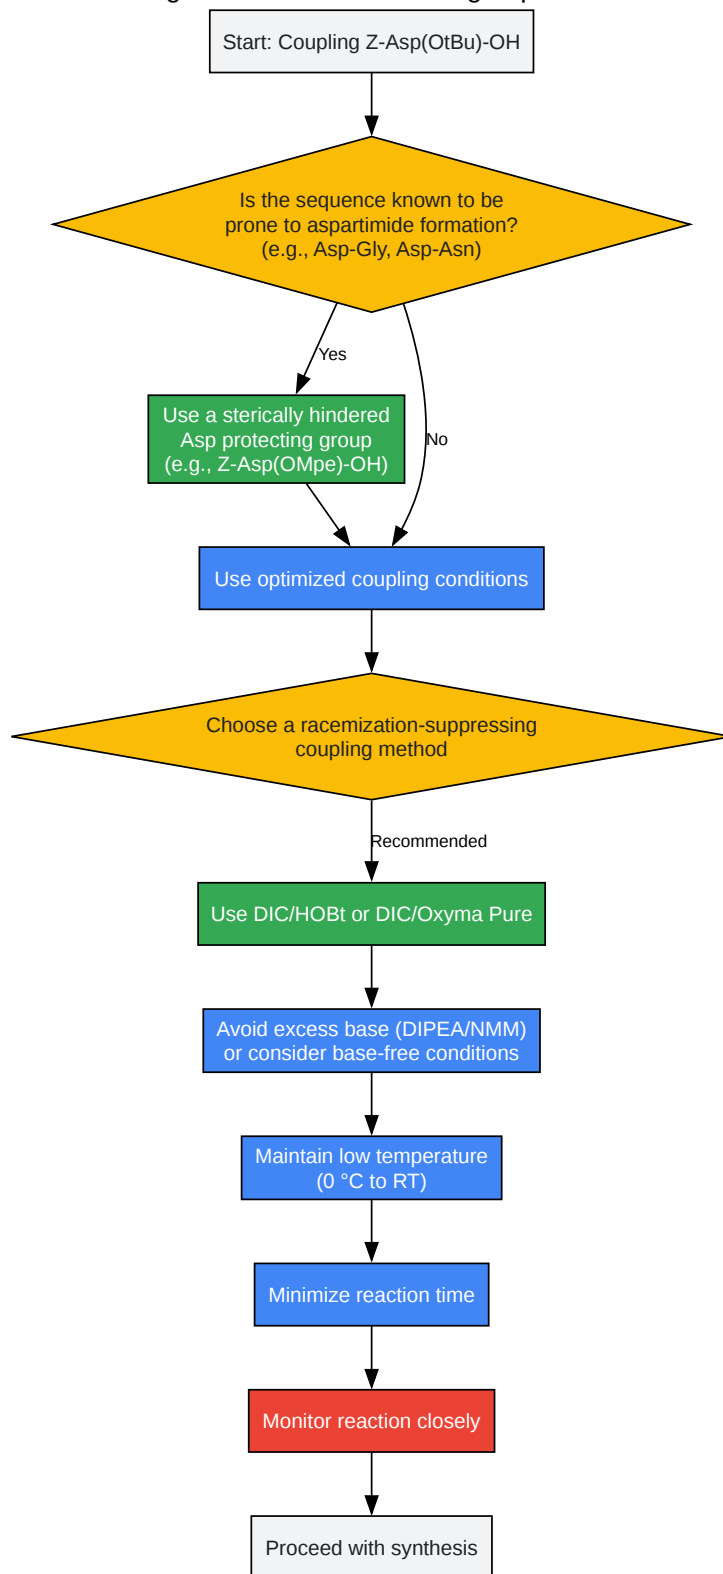 Start: Coupling Z-Asp(OtBu)-OH
Is the sequence known to be
prone to aspartimide formation?
(e.g., Asp-Gly, Asp-Asn)
Yes
No
Use a sterically hindered
Asp protecting group
(e.g., Z-Asp(OMpe)-OH)
Use optimized coupling conditions
Choose a racemization-suppressing
coupling method
Recommended
Use DIC/HOBt or DIC/Oxyma Pure
Avoid excess base (DIPEA/NMM)
or consider base-free conditions
Maintain low temperature
(0 °C to RT)
Minimize reaction time
Monitor reaction closely
Proceed with synthesis